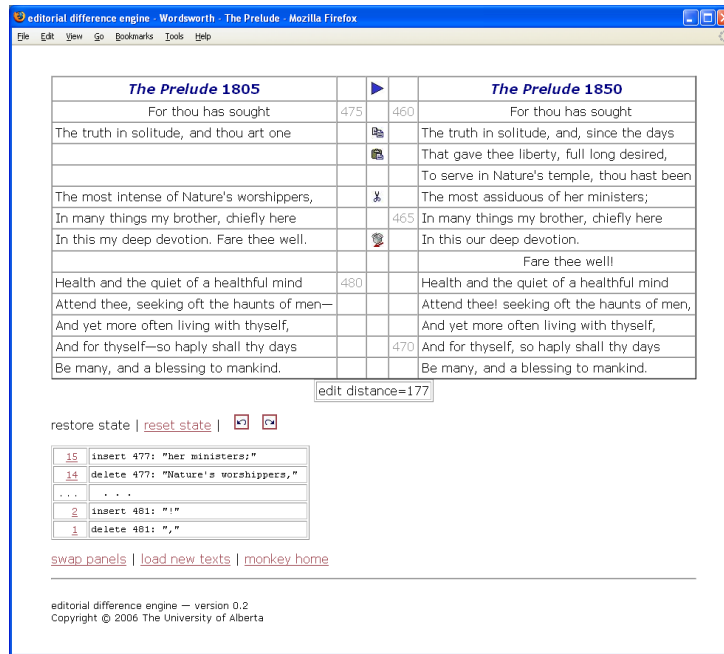 editorial difference engine - Wordsworth - The Prelude - Mozilla Firefox
File Edit View Go Bookmarks Tools Help
The Prelude 1805 The Prelude 1850
For thou has sought 475 460 For thou has sought
The truth in solitude, and thou art one The truth in solitude, and, since the days
That gave thee liberty, full long desired,
To serve in Nature's temple, thou hast been
The most intense of Nature's worshippers, The most assiduous of her ministers;
In many things my brother, chiefly here 465 In many things my brother, chiefly here
In this my deep devotion. Fare thee well. In this our deep devotion.
Fare thee well!
Health and the quiet of a healthful mind 480 Health and the quiet of a healthful mind
Attend thee, seeking oft the haunts of men— Attend thee! seeking oft the haunts of men,
And yet more often living with thyself, And yet more often living with thyself,
And for thyself—so haply shall thy days 470 And for thyself, so haply shall thy days
Be many, and a blessing to mankind. Be many, and a blessing to mankind.
edit distance=177
restore state | reset state |
15 insert 477: "her ministers;"
14 delete 477: "Nature's worshippers,"
... . . .
2 insert 481: "!"
1 delete 481: ","
swap panels | load new texts | monkey home
editorial difference engine — version 0.2
Copyright © 2006 The University of Alberta